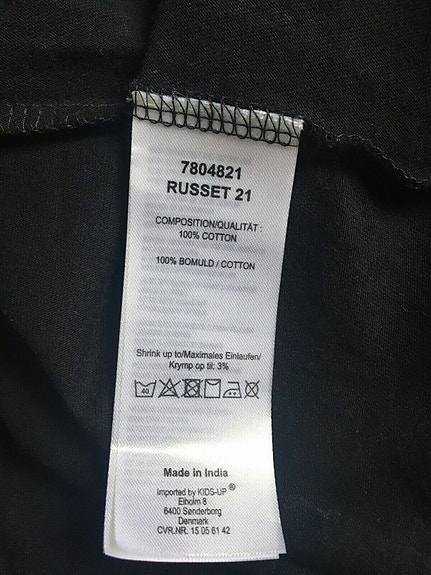 7804821
RUSSET 21
COMPOSITION/QUALITÄT :
100% COTTON
100% BOMULD / COTTON
Shrink up to/Maximales Einlaufen/
Krymp op til: 3%
40
Made in India
Imported by KIDS-UP ®
Elholm 8
6400 Sønderborg
Denmark
CVR.NR. 15 05 61 42